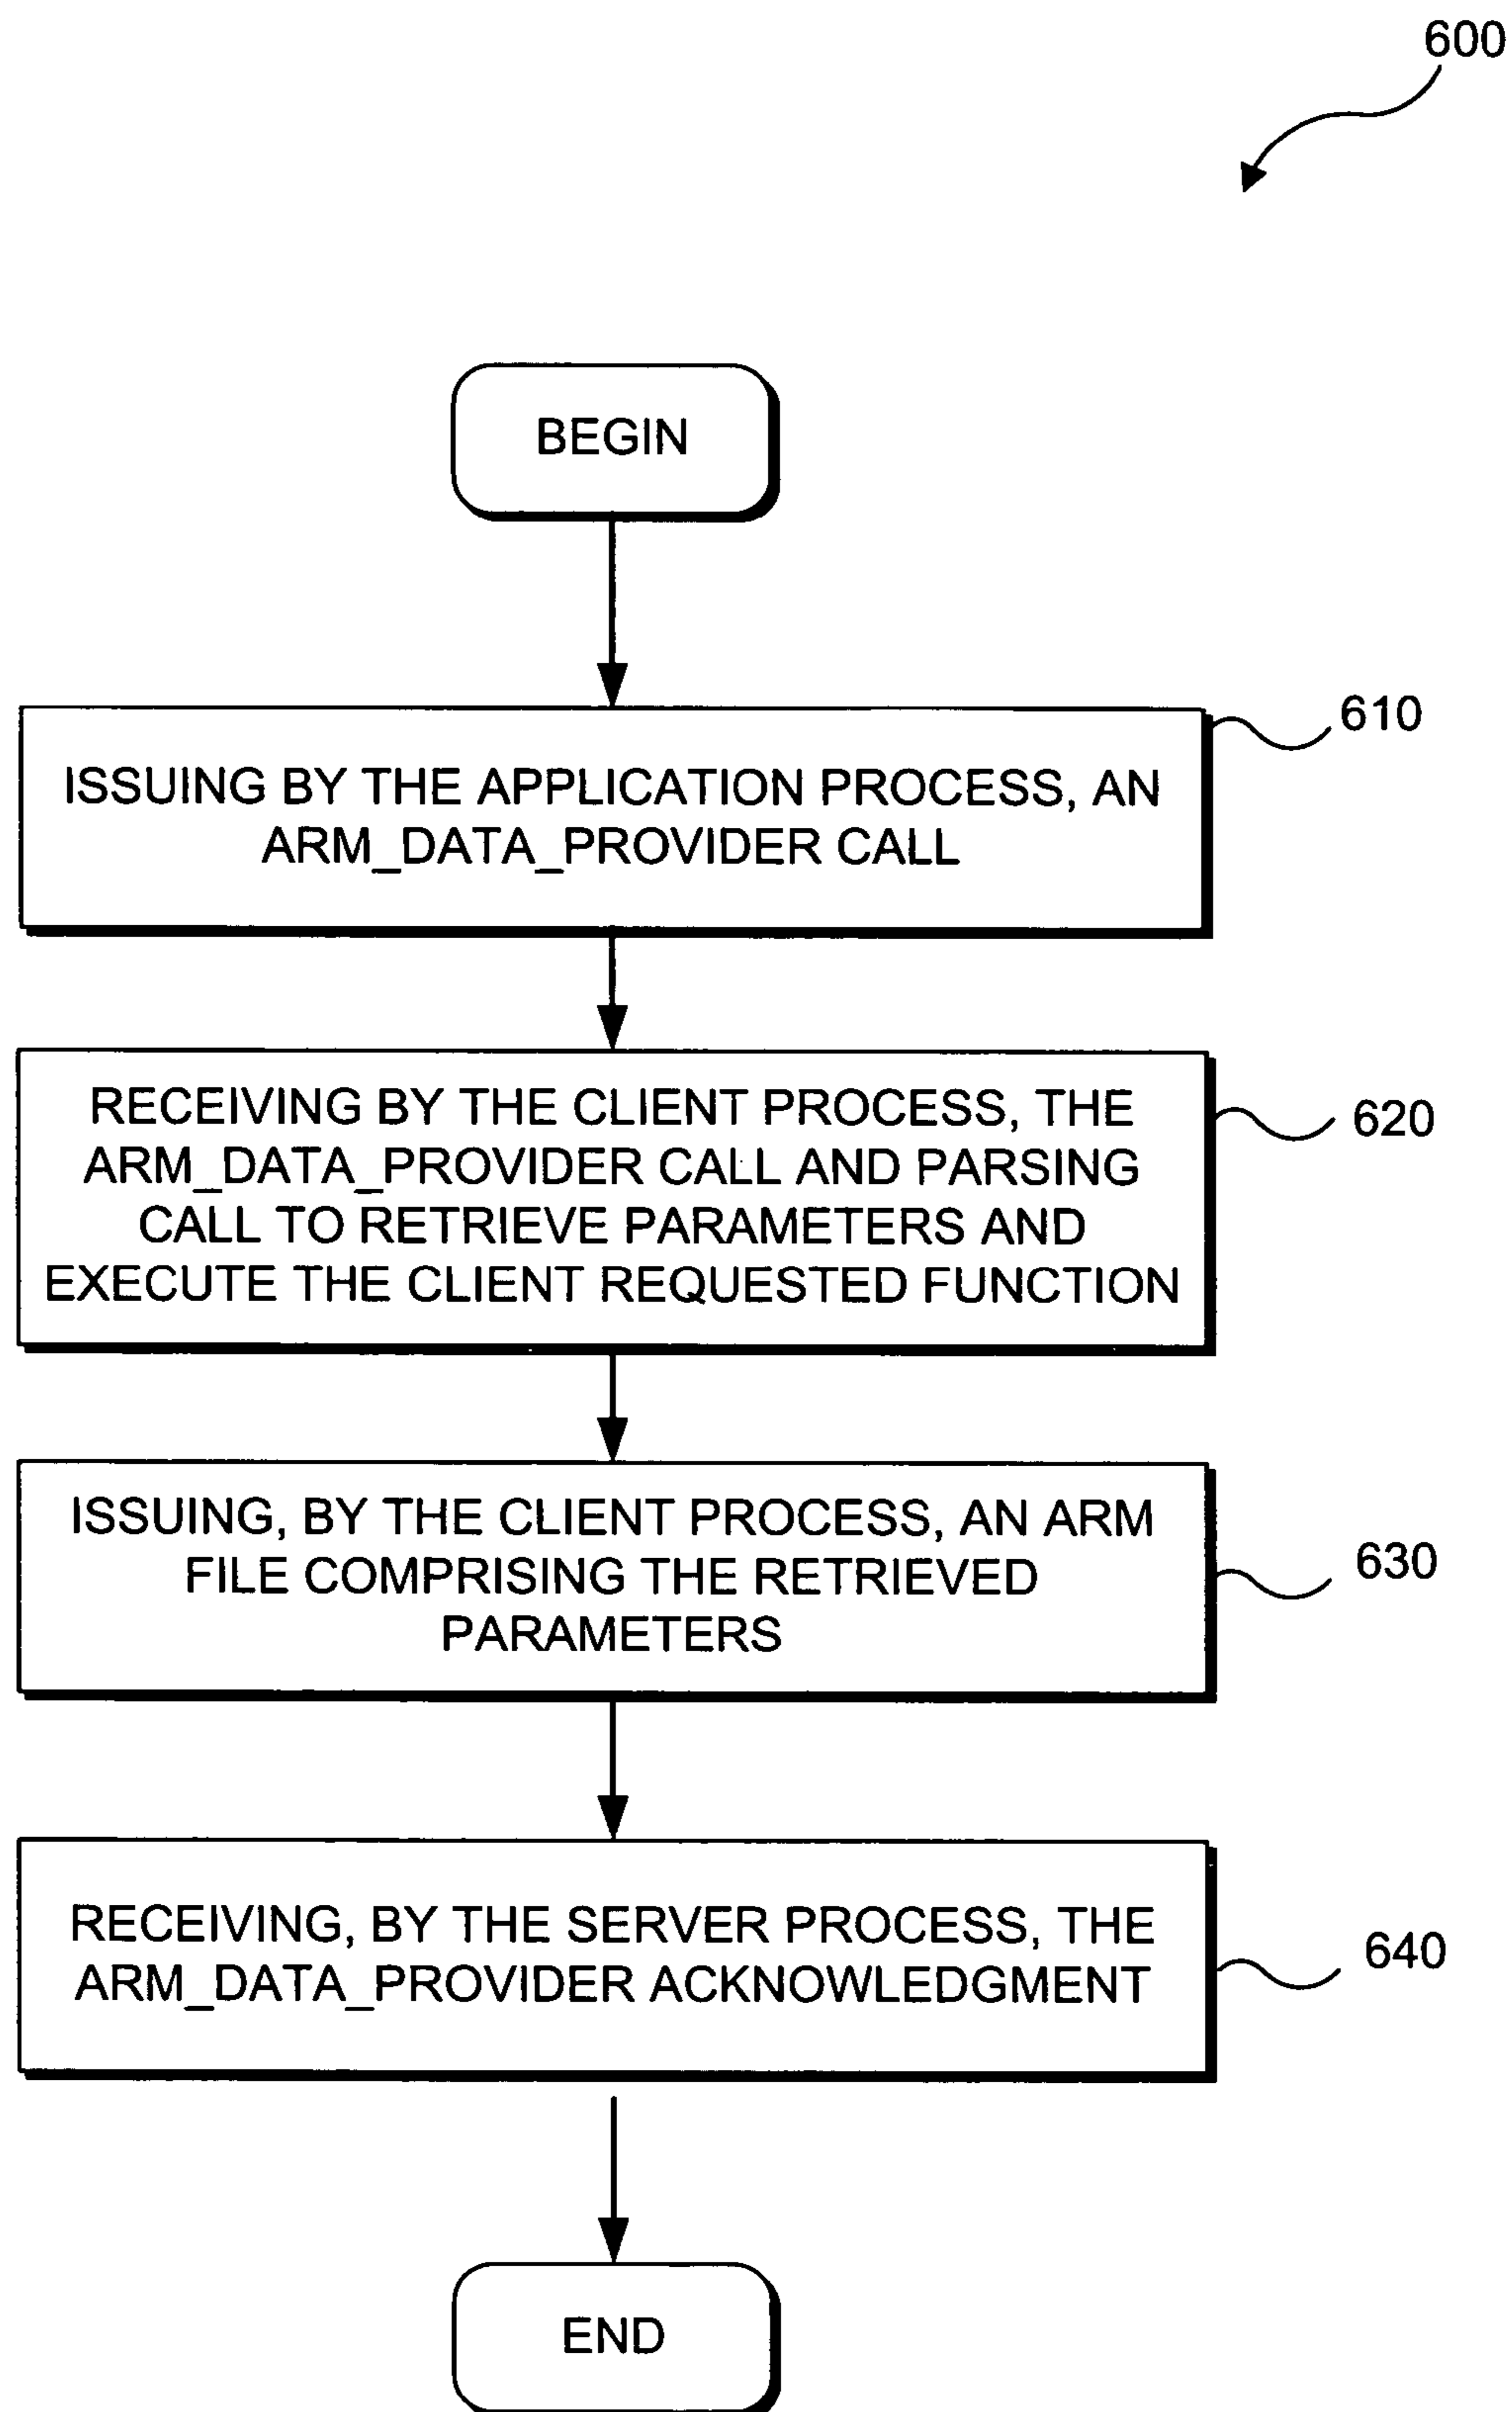 600
BEGIN
610
ISSUING BY THE APPLICATION PROCESS, AN
ARM_DATA_PROVIDER CALL
RECEIVING BY THE CLIENT PROCESS, THE
ARM_DATA_PROVIDER CALL AND PARSING
CALL TO RETRIEVE PARAMETERS AND
EXECUTE THE CLIENT REQUESTED FUNCTION
620
ISSUING, BY THE CLIENT PROCESS, AN ARM
FILE COMPRISING THE RETRIEVED
PARAMETERS
630
RECEIVING, BY THE SERVER PROCESS, THE
ARM_DATA_PROVIDER ACKNOWLEDGMENT
640
END